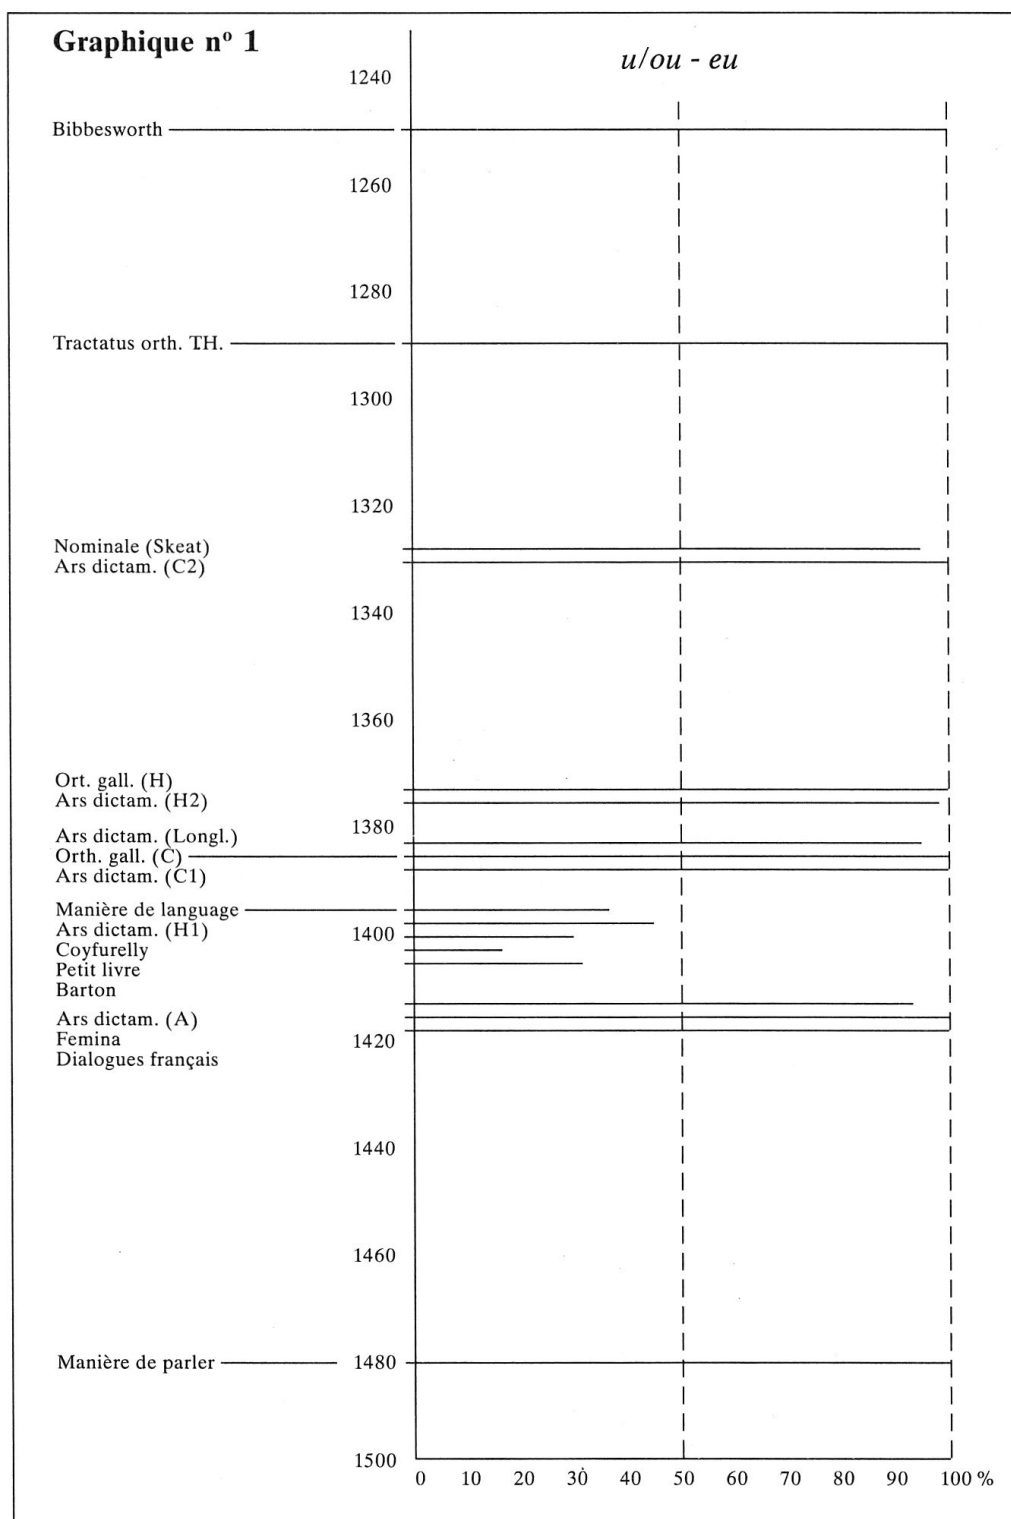 Graphique nº 1
u/ou - eu
1240
Bibbesworth
1260
1280
Tractatus orth. TH.
1300
1320
Nominale (Skeat)
Ars dictam. (C2)
1340
1360
Ort. gall. (H)
Ars dictam. (H2)
1380
Ars dictam. (Longl.)
Orth. gall. (C)
Ars dictam. (C1)
Manière de language
Ars dictam. (H1)
1400
Coyfurelly
Petit livre
Barton
Ars dictam. (A)
Femina
1420
Dialogues français
1440
1460
Manière de parler
1480
1500
0 10 20 30 40 50 60 70 80 90 100 %